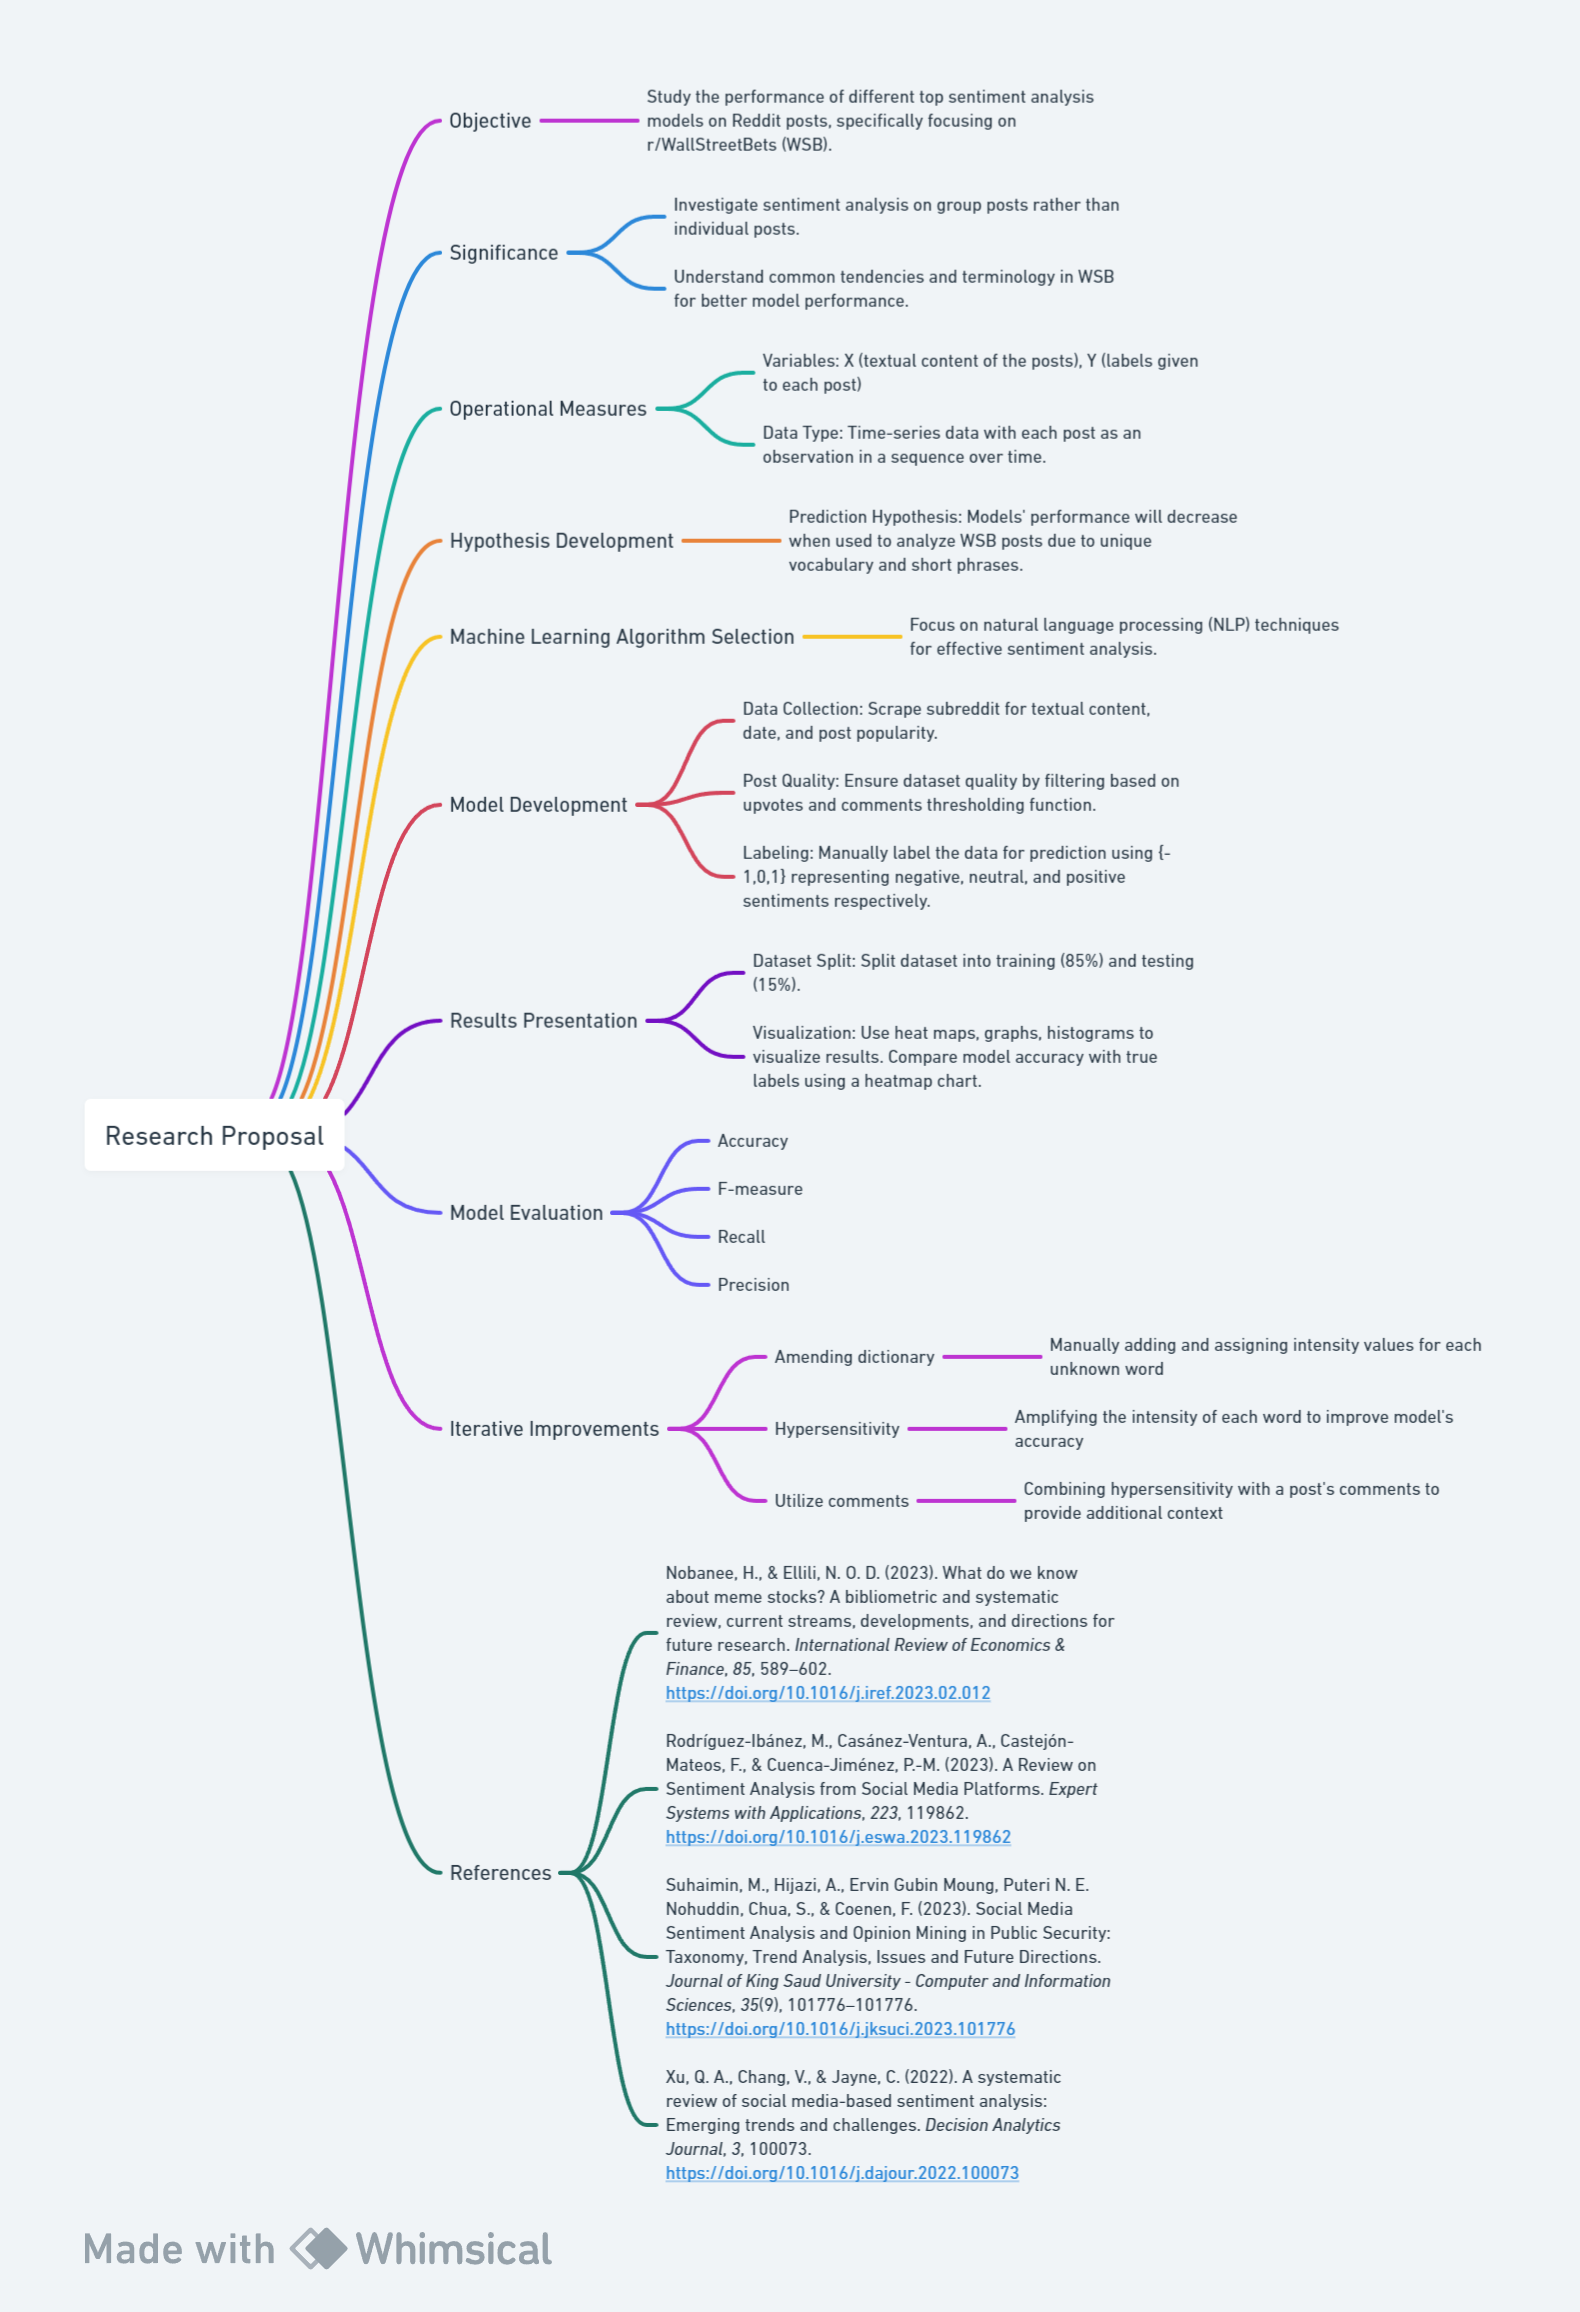 Objective
Study the performance of different top sentiment analysis
models on Reddit posts, specifically focusing on
r/WallStreetBets (WSB).
Significance
Investigate sentiment analysis on group posts rather than
individual posts.
Understand common tendencies and terminology in WSB
for better model performance.
Operational Measures
Variables: X (textual content of the posts), Y (labels given
to each post)
Data Type: Time-series data with each post as an
observation in a sequence over time.
Hypothesis Development
Prediction Hypothesis: Models' performance will decrease
when used to analyze WSB posts due to unique
vocabulary and short phrases.
Machine Learning Algorithm Selection
Focus on natural language processing (NLP) techniques
for effective sentiment analysis.
Model Development
Data Collection: Scrape subreddit for textual content,
date, and post popularity.
Post Quality: Ensure dataset quality by filtering based on
upvotes and comments thresholding function.
Labeling: Manually label the data for prediction using {-
1,0,1} representing negative, neutral, and positive
sentiments respectively.
Results Presentation
Dataset Split: Split dataset into training (85%) and testing
(15%).
Visualization: Use heat maps, graphs, histograms to
visualize results. Compare model accuracy with true
labels using a heatmap chart.
Research Proposal
Model Evaluation
Accuracy
F-measure
Recall
Precision
Iterative Improvements
Amending dictionary
Manually adding and assigning intensity values for each
unknown word
Hypersensitivity
Amplifying the intensity of each word to improve model's
accuracy
Utilize comments
Combining hypersensitivity with a post's comments to
provide additional context
References
Nobanee, H., & Ellili, N. O. D. (2023). What do we know
about meme stocks? A bibliometric and systematic
review, current streams, developments, and directions for
future research. International Review of Economics &
Finance, 85, 589–602.
https://doi.org/10.1016/j.iref.2023.02.012
Rodríguez-Ibánez, M., Casánez-Ventura, A., Castejón-
Mateos, F., & Cuenca-Jiménez, P.-M. (2023). A Review on
Sentiment Analysis from Social Media Platforms. Expert
Systems with Applications, 223, 119862.
https://doi.org/10.1016/j.eswa.2023.119862
Suhaimin, M., Hijazi, A., Ervin Gubin Moung, Puteri N. E.
Nohuddin, Chua, S., & Coenen, F. (2023). Social Media
Sentiment Analysis and Opinion Mining in Public Security:
Taxonomy, Trend Analysis, Issues and Future Directions.
Journal of King Saud University - Computer and Information
Sciences, 35(9), 101776–101776.
https://doi.org/10.1016/j.jksuci.2023.101776
Xu, Q. A., Chang, V., & Jayne, C. (2022). A systematic
review of social media-based sentiment analysis:
Emerging trends and challenges. Decision Analytics
Journal, 3, 100073.
https://doi.org/10.1016/j.dajour.2022.100073
Made with Whimsical